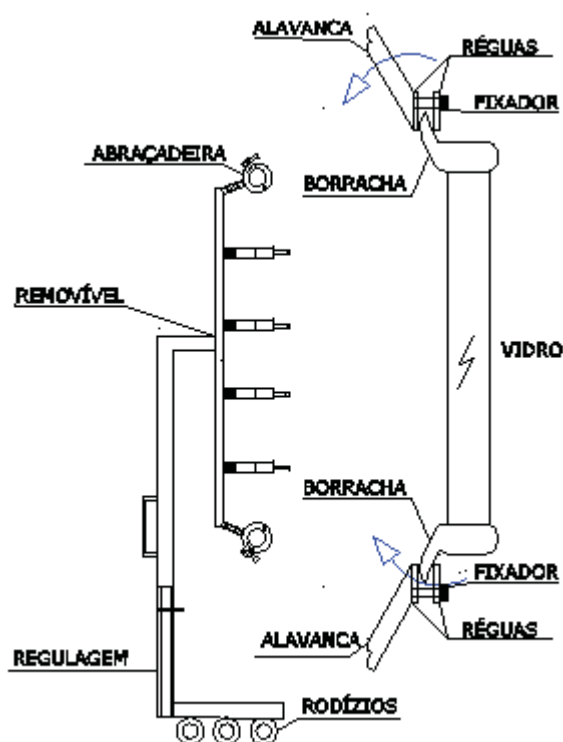 ALAVANCA
RÉGUAS
FIXADOR
ABRAÇADEIRA
BORRACHA
REMOVÍVEL
VIDRO
BORRACHA
FIXADOR
ALAVANCA
RÉGUAS
REGULAGEM
RODÍZIOS